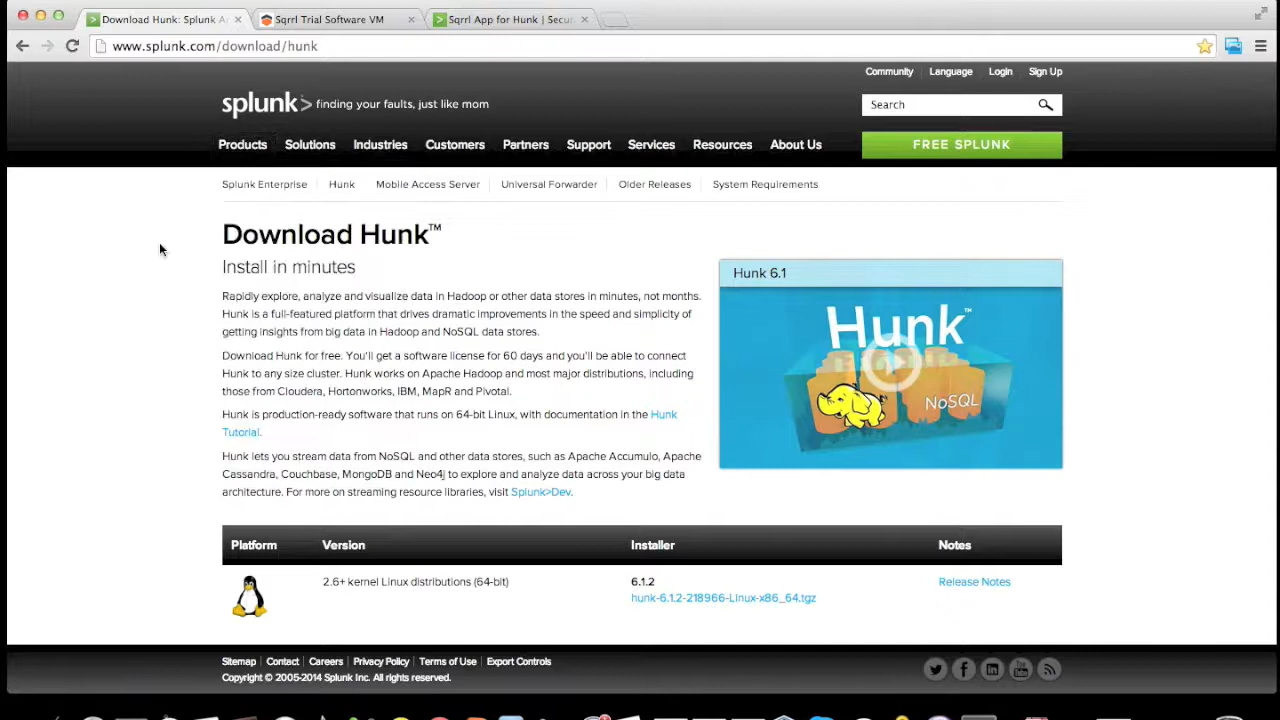 Download Hunk: Splunk A
Sqrrl Trial Software VM
Sqrrl App for Hunk | Secur
www.splunk.com/download/hunk
Community
Language
Login
Sign Up
splunk> finding your faults, just like mom
Search
Products
Solutions
Industries
Customers
Partners
Support
Services
Resources
About Us
FREE SPLUNK
Splunk Enterprise
Hunk
Mobile Access Server
Universal Forwarder
Older Releases
System Requirements
Download Hunk™
Install in minutes
Rapidly explore, analyze and visualize data in Hadoop or other data stores in minutes, not months.
Hunk is a full-featured platform that drives dramatic improvements in the speed and simplicity of
getting insights from big data in Hadoop and NoSQL data stores.
Download Hunk for free. You'll get a software license for 60 days and you'll be able to connect
Hunk to any size cluster. Hunk works on Apache Hadoop and most major distributions, including
those from Cloudera, Hortonworks, IBM, MapR and Pivotal.
Hunk is production-ready software that runs on 64-bit Linux, with documentation in the Hunk
Tutorial.
Hunk lets you stream data from NoSQL and other data stores, such as Apache Accumulo, Apache
Cassandra, Couchbase, MongoDB and Neo4j to explore and analyze data across your big data
architecture. For more on streaming resource libraries, visit Splunk>Dev.
Hunk 6.1
Hunk™
NoSQL
Platform
Version
Installer
Notes
2.6+ kernel Linux distributions (64-bit)
6.1.2
hunk-6.1.2-218966-Linux-x86_64.tgz
Release Notes
Sitemap
Contact
Careers
Privacy Policy
Terms of Use
Export Controls
Copyright © 2005-2014 Splunk Inc. All rights reserved.
You Tube